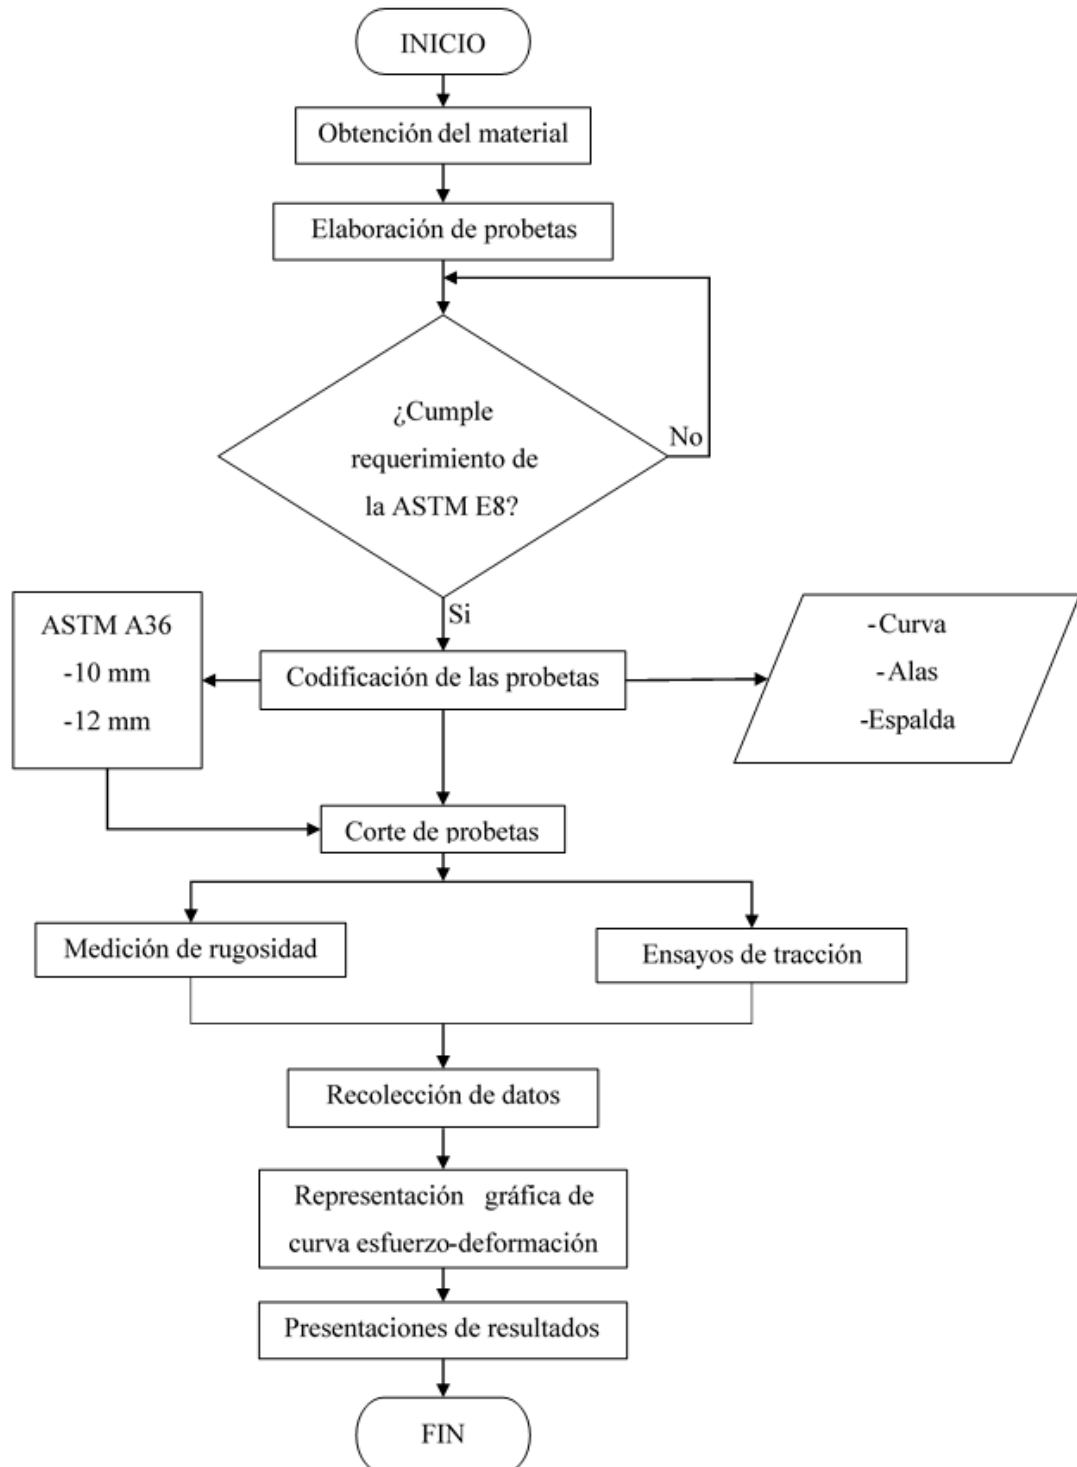 INICIO
Obtención del material
Elaboración de probetas
¿Cumple
requerimiento de
la ASTM E8?
No
Si
ASTM A36
-10 mm
-12 mm
Codificación de las probetas
-Curva
-Alas
-Espalda
Corte de probetas
Medición de rugosidad
Ensayos de tracción
Recolección de datos
Representación gráfica de
curva esfuerzo-deformación
Presentaciones de resultados
FIN